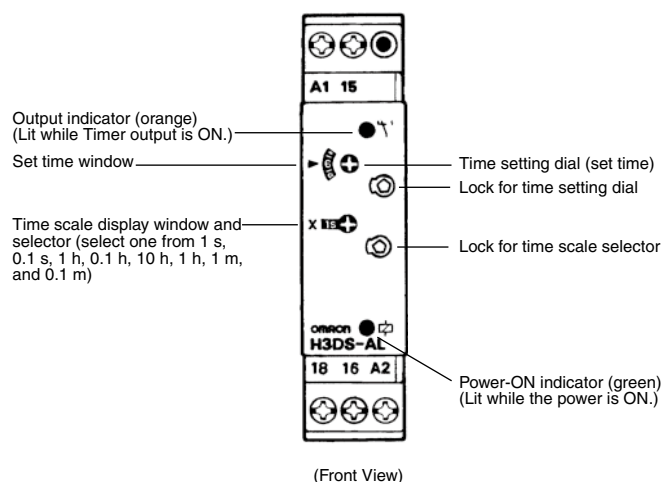 A1 15
Output indicator (orange)
(Lit while Timer output is ON.)
Set time window
Time setting dial (set time)
Lock for time setting dial
Time scale display window and
selector (select one from 1 s,
0.1 s, 1 h, 0.1 h, 10 h, 1 h, 1 m,
and 0.1 m)
X 1S
Lock for time scale selector
omron
H3DS-AL
18 16 A2
Power-ON indicator (green)
(Lit while the power is ON.)
(Front View)